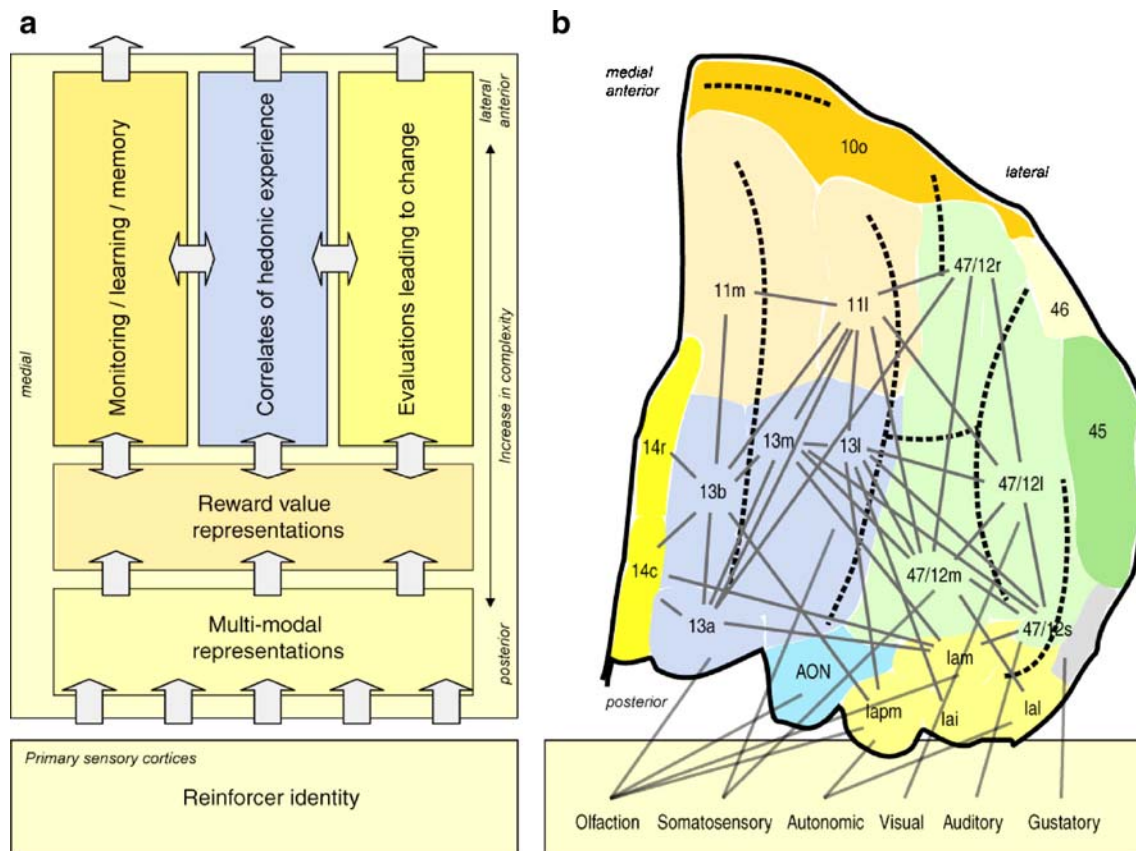 a
medial
Monitoring / learning / memory
Correlates of hedonic experience
Evaluations leading to change
lateral
anterior
Increase in complexity
posterior
Reward value
representations
Multi-modal
representations
Primary sensory cortices
Reinforcer identity
b
medial
anterior
lateral
10o
47/12r
11m
11l
46
45
14r
13m
13l
13b
47/12l
14c
47/12m
13a
47/12s
Iam
AON
posterior
Iapm
Iai
Ial
Olfaction Somatosensory Autonomic Visual Auditory Gustatory